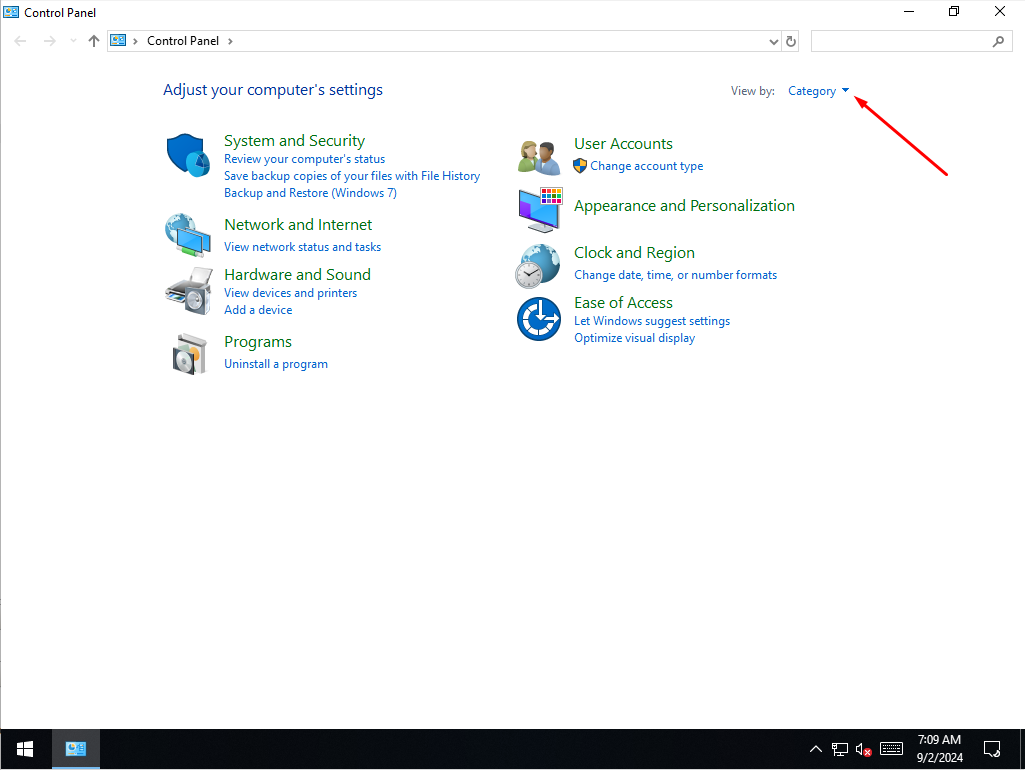 Control Panel
Control Panel
Adjust your computer's settings
View by:
Category
System and Security
Review your computer's status
Save backup copies of your files with File History
Backup and Restore (Windows 7)
Network and Internet
View network status and tasks
Hardware and Sound
View devices and printers
Add a device
Programs
Uninstall a program
User Accounts
Change account type
Appearance and Personalization
Clock and Region
Change date, time, or number formats
Ease of Access
Let Windows suggest settings
Optimize visual display
7:09 AM
9/2/2024